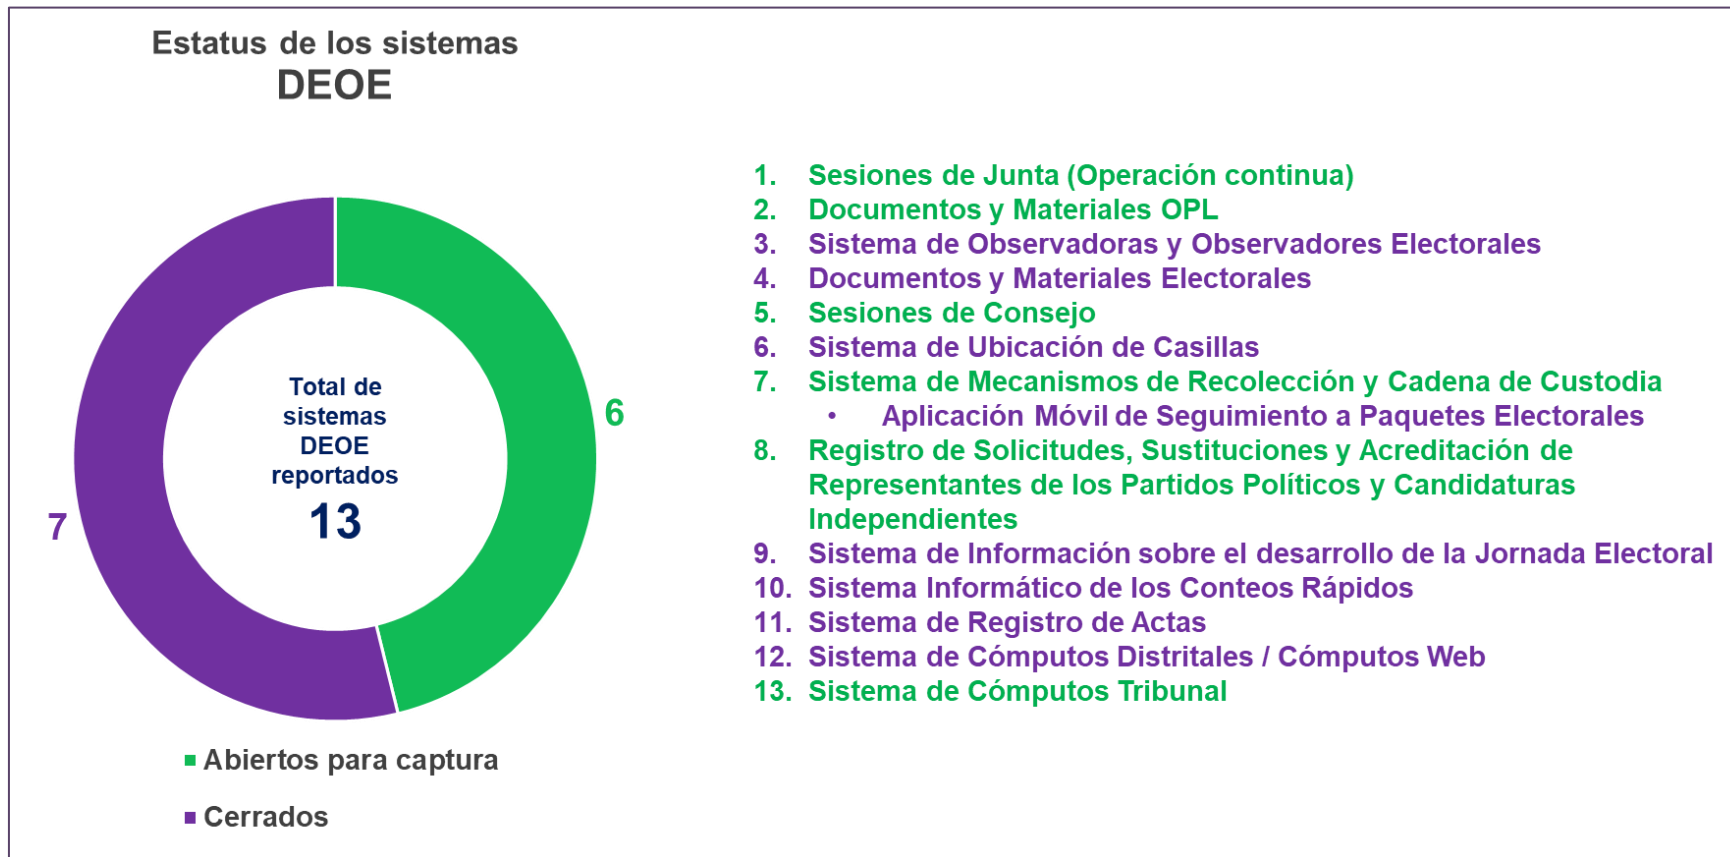 Estatus de los sistemas
DEOE
Total de
sistemas
DEOE
reportados
13
6
7
Abiertos para captura
Cerrados
1. Sesiones de Junta (Operación continua)
2. Documentos y Materiales OPL
3. Sistema de Observadoras y Observadores Electorales
4. Documentos y Materiales Electorales
5. Sesiones de Consejo
6. Sistema de Ubicación de Casillas
7. Sistema de Mecanismos de Recolección y Cadena de Custodia
• Aplicación Móvil de Seguimiento a Paquetes Electorales
8. Registro de Solicitudes, Sustituciones y Acreditación de
Representantes de los Partidos Políticos y Candidaturas
Independientes
9. Sistema de Información sobre el desarrollo de la Jornada Electoral
10. Sistema Informático de los Conteos Rápidos
11. Sistema de Registro de Actas
12. Sistema de Cómputos Distritales / Cómputos Web
13. Sistema de Cómputos Tribunal